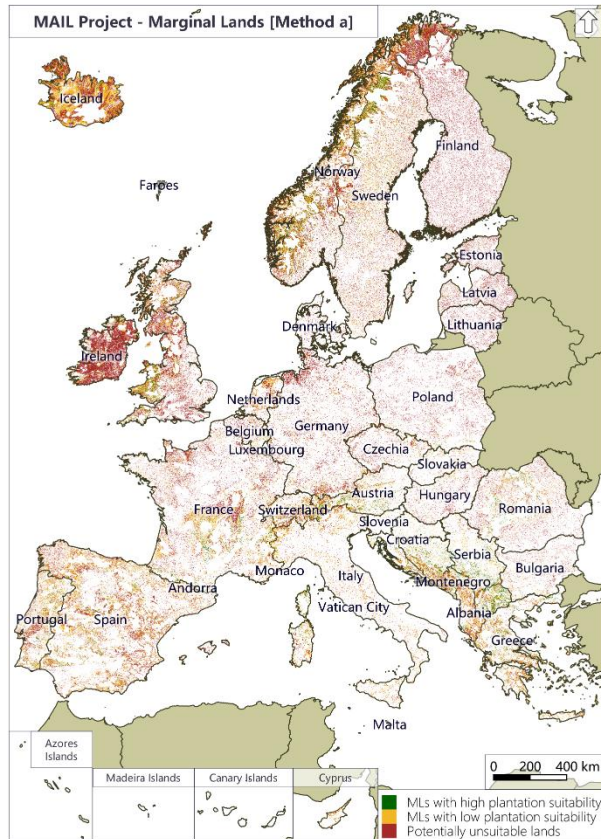 MAIL Project - Marginal Lands [Method a]
Iceland
Faroes
Finland
Norway
Sweden
Estonia
Latvia
Lithuania
Denmark
Ireland
Netherlands
Poland
Germany
Belgium
Luxembourg
Czechia
Slovakia
Austria
Hungary
France
Switzerland
Romania
Slovenia
Croatia
Serbia
Monaco
Montenegro
Bulgaria
Andorra
Italy
Portugal
Spain
Vatican City
Albania
Greece
Malta
Azores
Islands
Madeira Islands
Canary Islands
Cyprus
0 200 400 km
MLs with high plantation suitability
MLs with low plantation suitability
Potentially unsuitable lands